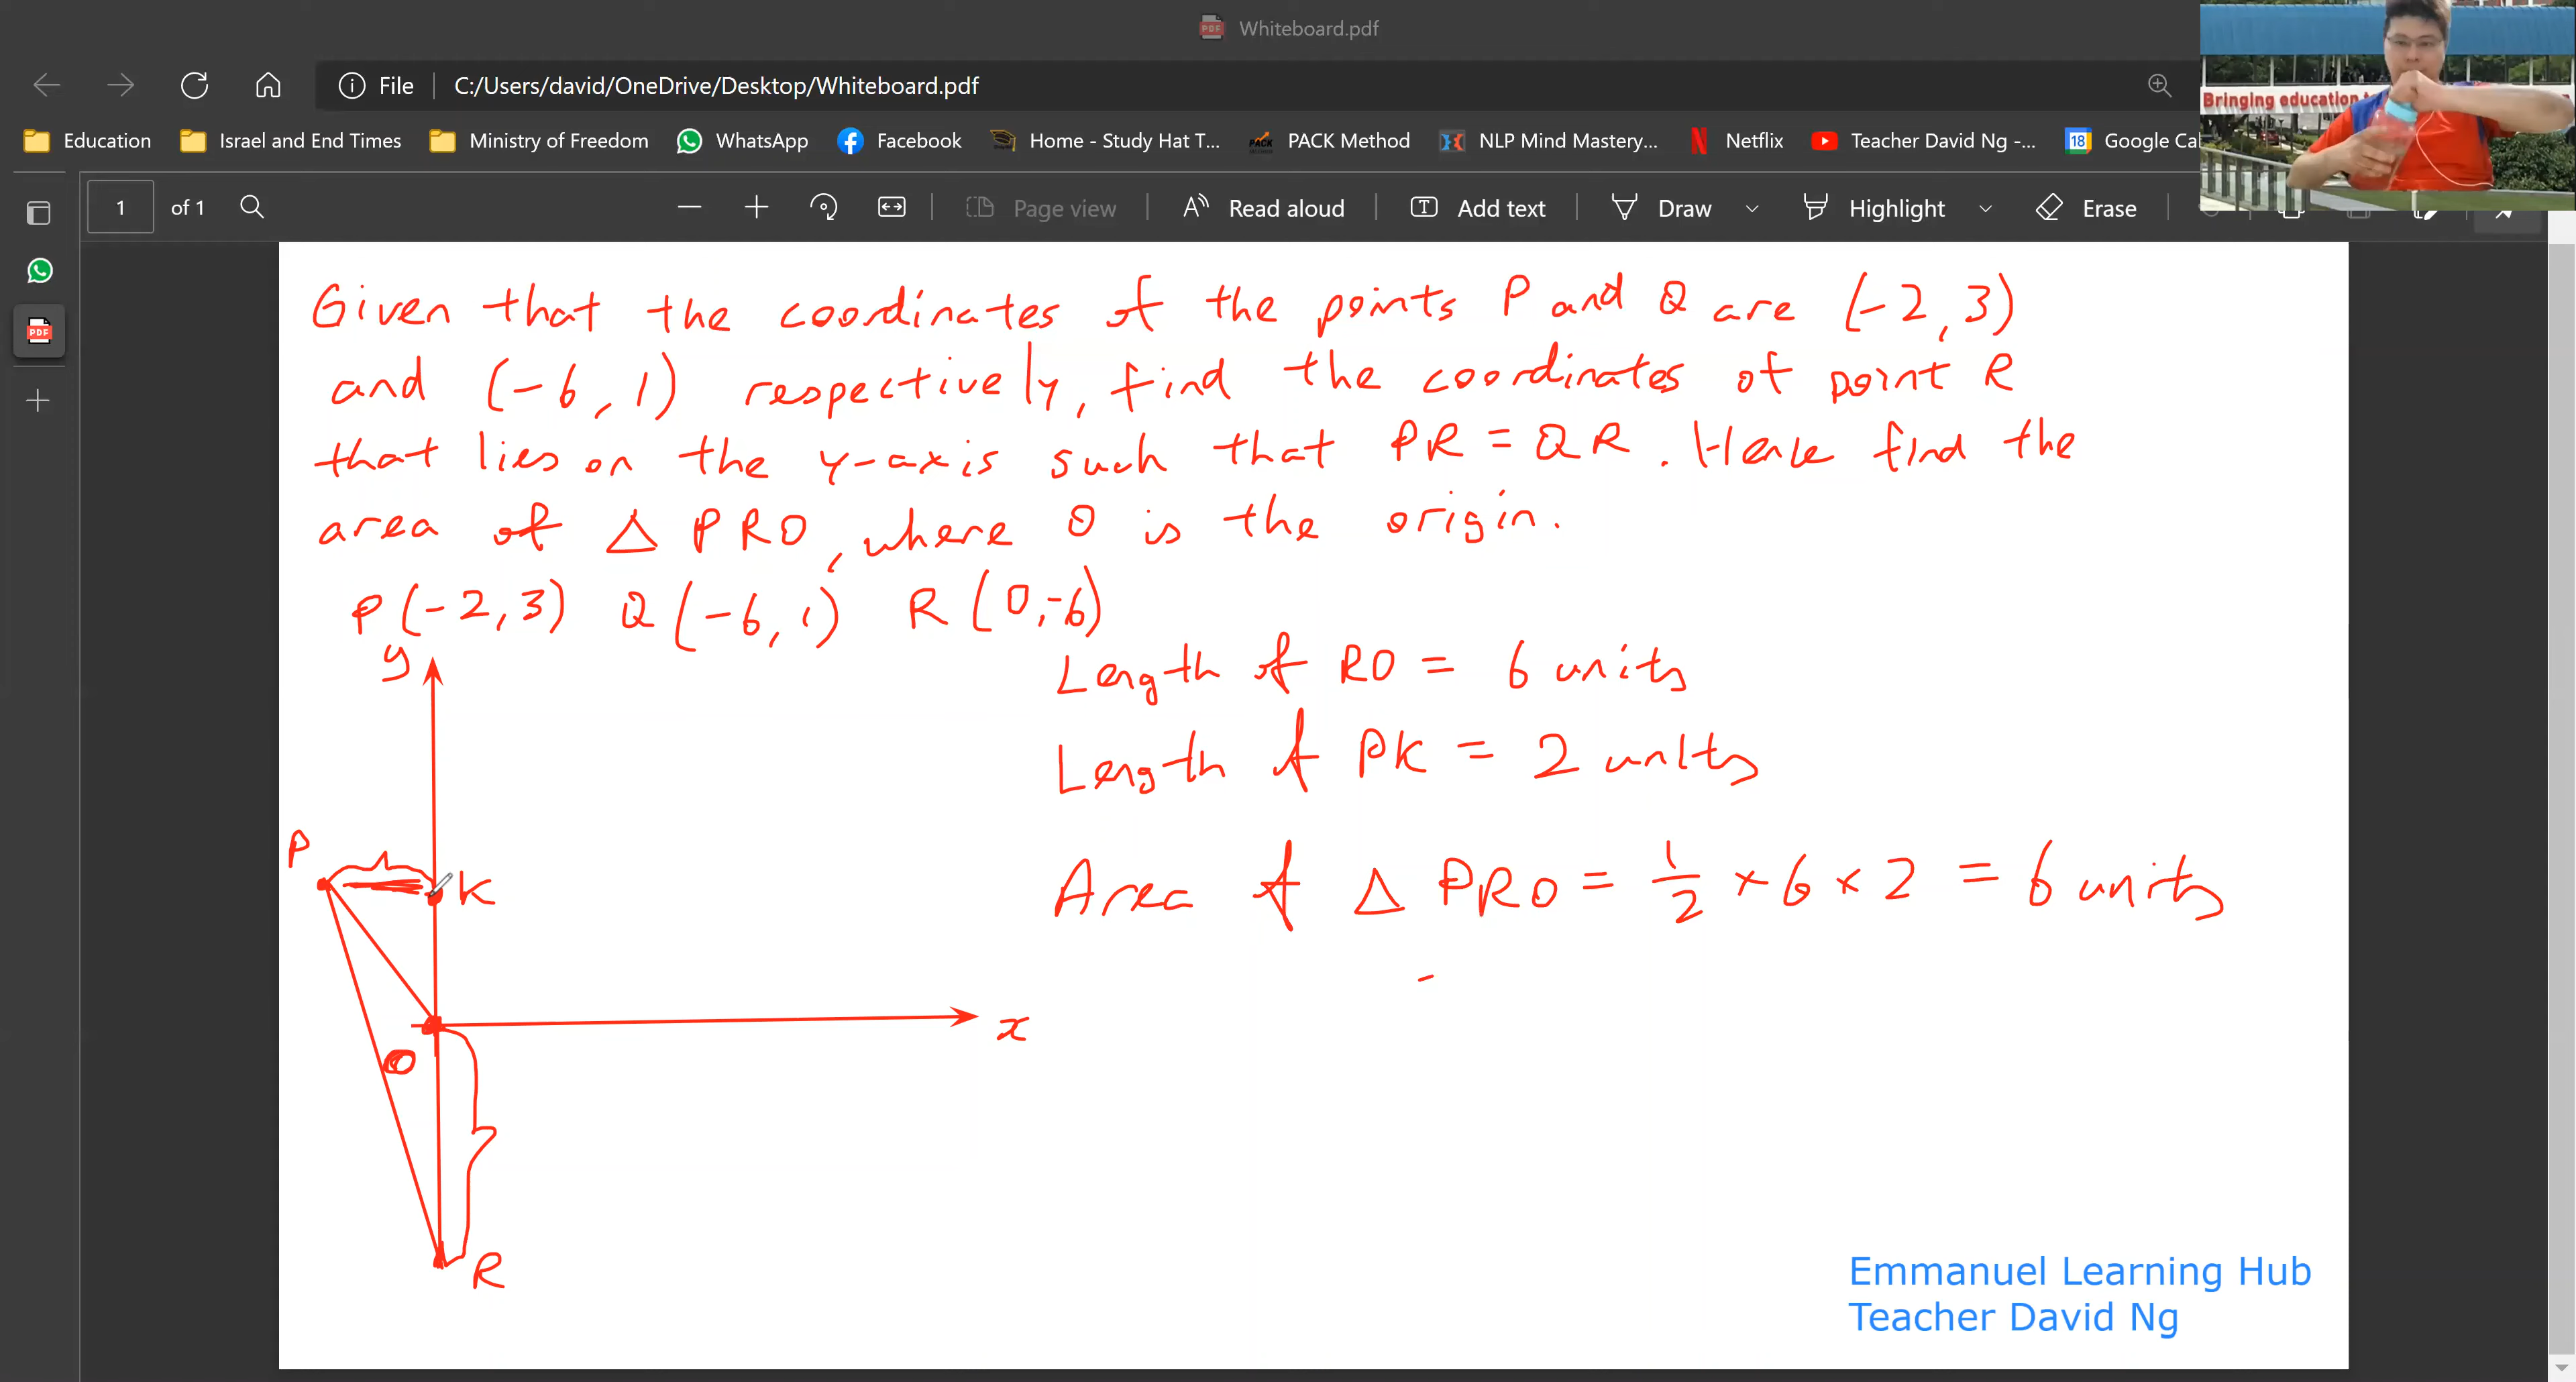 Whiteboard.pdf
File C:/Users/david/OneDrive/Desktop/Whiteboard.pdf
Bringing education t
Education Israel and End Times Ministry of Freedom WhatsApp Facebook Home - Study Hat T... PACK Method NLP Mind Mastery... Netflix Teacher David Ng -... 18 Google Cal
1 of 1 Page view Read aloud Add text Draw Highlight Erase
Given that the coordinates of the points P and Q are (-2, 3)
and (-6, 1) respectively, find the coordinates of point R
that lies on the y-axis such that PR = QR. Hence find the
area of △ PRO, where O is the origin.
P(-2, 3) Q(-6, 1) R(0, -6)
y
Length of RO = 6 units
Length of PK = 2 units
P
K
Area of △ PRO = 1/2 × 6 × 2 = 6 units
x
O
R
Emmanuel Learning Hub
Teacher David Ng